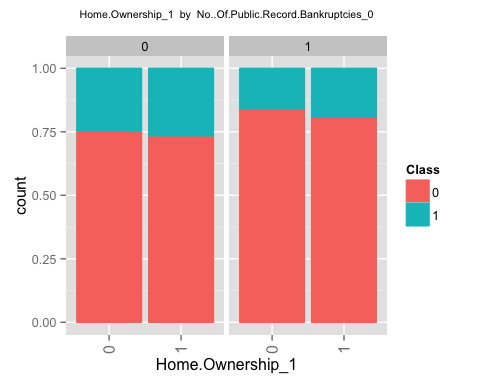 Home.Ownership_1 by No..Of.Public.Record.Bankruptcies_0
0 1
1.00
0.75
0.50
0.25
0.00
count
0 1 0 1
Home.Ownership_1
Class
0
1